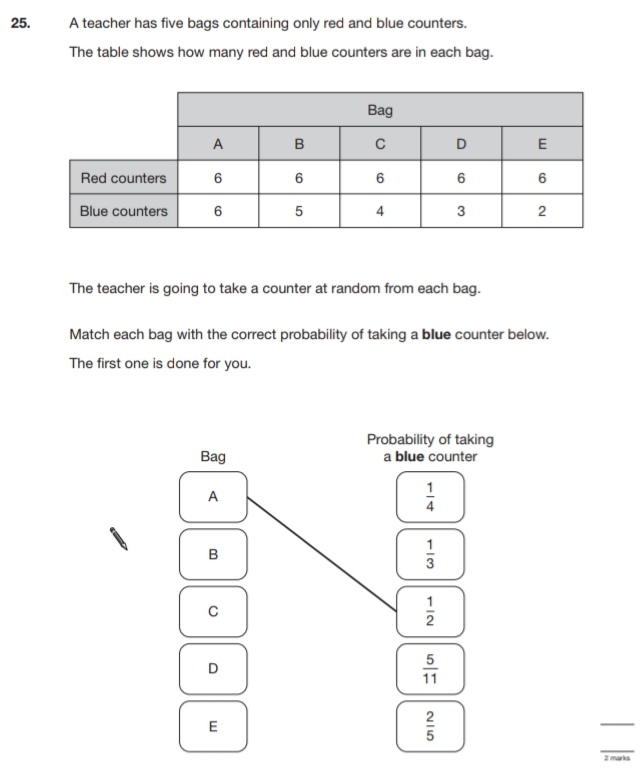 25. A teacher has five bags containing only red and blue counters.
The table shows how many red and blue counters are in each bag.
Bag
A B C D E
Red counters 6 6 6 6 6
Blue counters 6 5 4 3 2
The teacher is going to take a counter at random from each bag.
Match each bag with the correct probability of taking a blue counter below.
The first one is done for you.
Bag
Probability of taking
a blue counter
A 1/4
B 1/3
C 1/2
D 5/11
E 2/5
2 marks